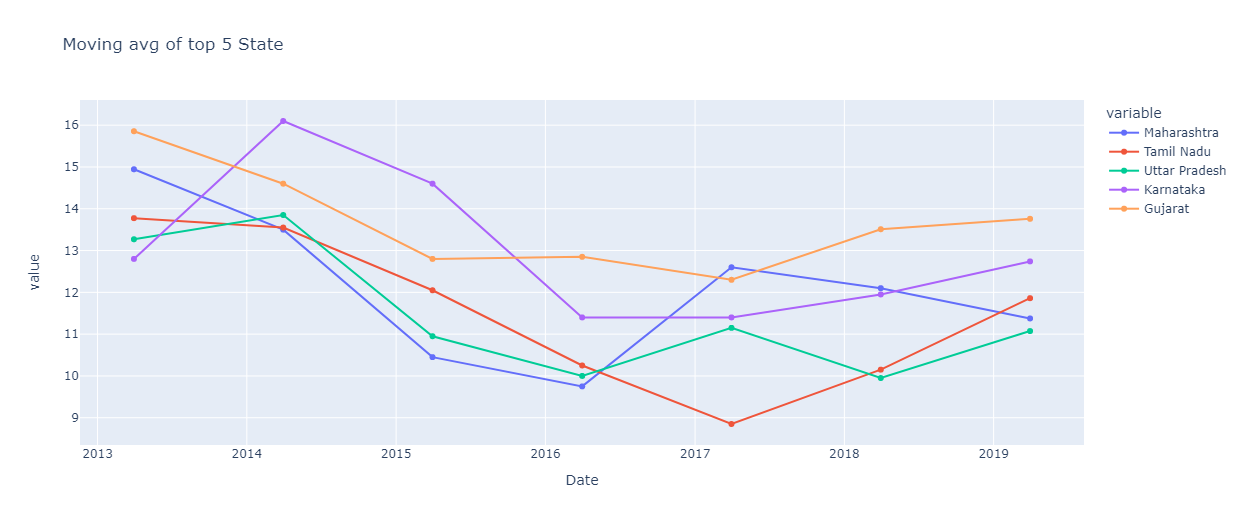 Moving avg of top 5 State
variable
Maharashtra
Tamil Nadu
Uttar Pradesh
Karnataka
Gujarat
value
16
15
14
13
12
11
10
9
2013
2014
2015
2016
2017
2018
2019
Date